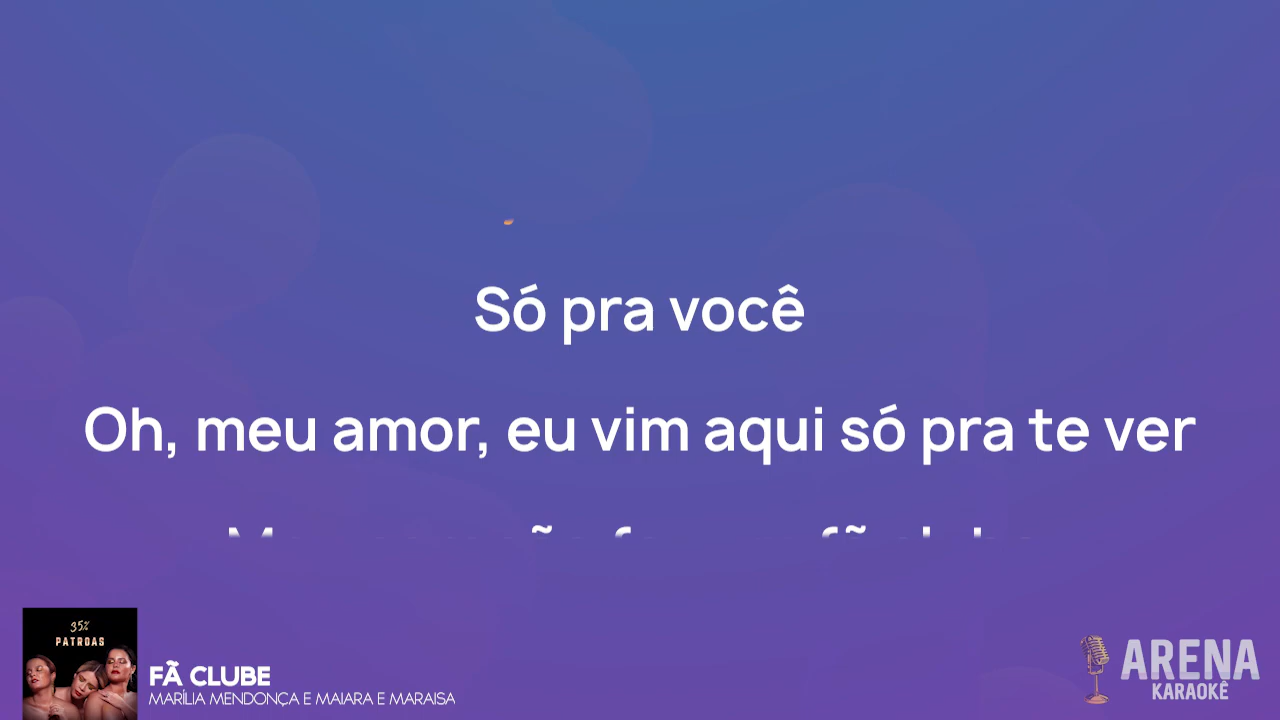 Só pra você
Oh, meu amor, eu vim aqui só pra te ver
35%
PATROAS
FÃ CLUBE
MARÍLIA MENDONÇA E MAIARA E MARAISA
ARENA
KARAOKÊ